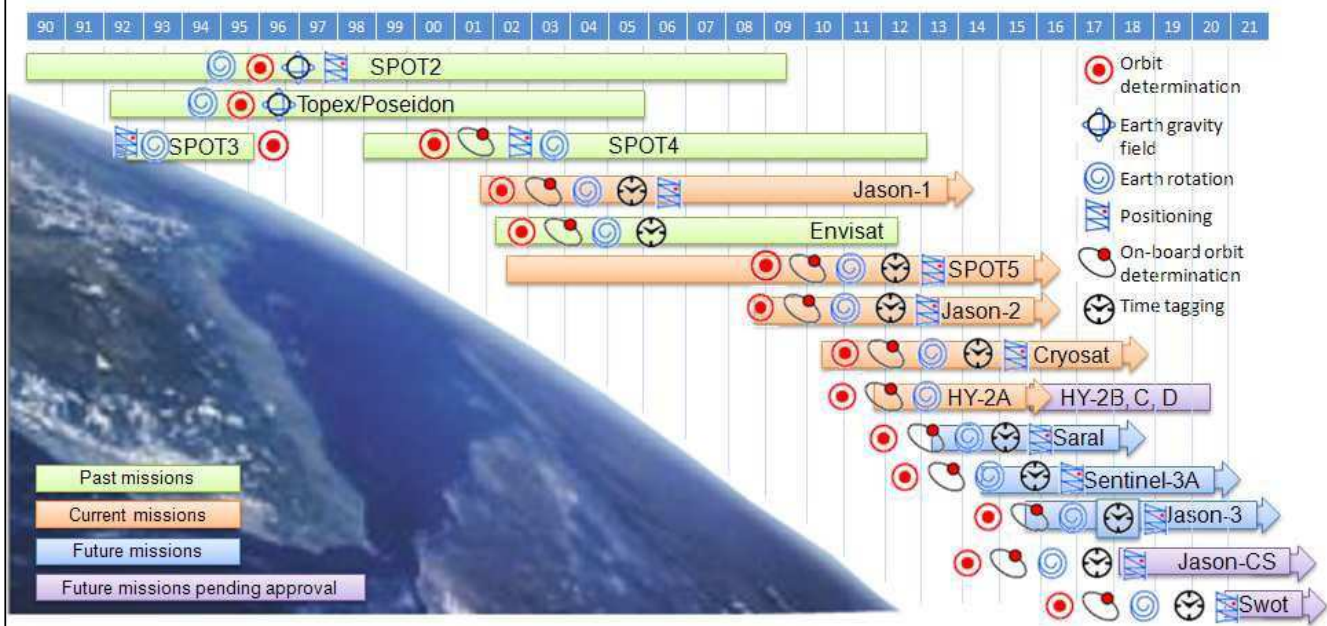 90 91 92 93 94 95 96 97 98 99 00 01 02 03 04 05 06 07 08 09 10 11 12 13 14 15 16 17 18 19 20 21
SPOT2
Topex/Poseidon
SPOT3
SPOT4
Jason-1
Envisat
SPOT5
Jason-2
Cryosat
HY-2A
HY-2B, C, D
Saral
Sentinel-3A
Jason-3
Jason-CS
Swot
Orbit
determination
Earth gravity
field
Earth rotation
Positioning
On-board orbit
determination
Time tagging
Past missions
Current missions
Future missions
Future missions pending approval